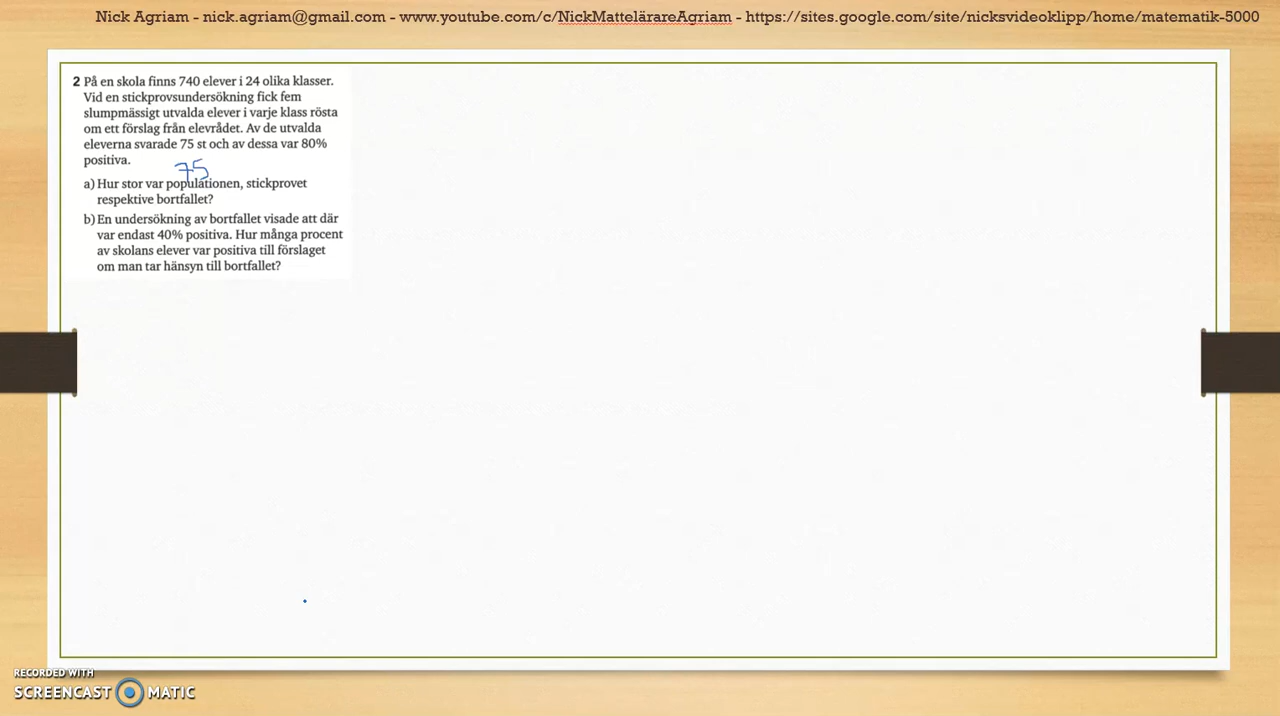 Nick Agriam - nick.agriam@gmail.com - www.youtube.com/c/NickMattelärareAgriam - https://sites.google.com/site/nicksvideoklipp/home/matematik-5000
2 På en skola finns 740 elever i 24 olika klasser.
Vid en stickprovsundersökning fick fem
slumpmässigt utvalda elever i varje klass rösta
om ett förslag från elevrådet. Av de utvalda
eleverna svarade 75 st och av dessa var 80%
positiva.
75
a) Hur stor var populationen, stickprovet
respektive bortfallet?
b) En undersökning av bortfallet visade att där
var endast 40% positiva. Hur många procent
av skolans elever var positiva till förslaget
om man tar hänsyn till bortfallet?
RECORDED WITH
SCREENCAST MATIC